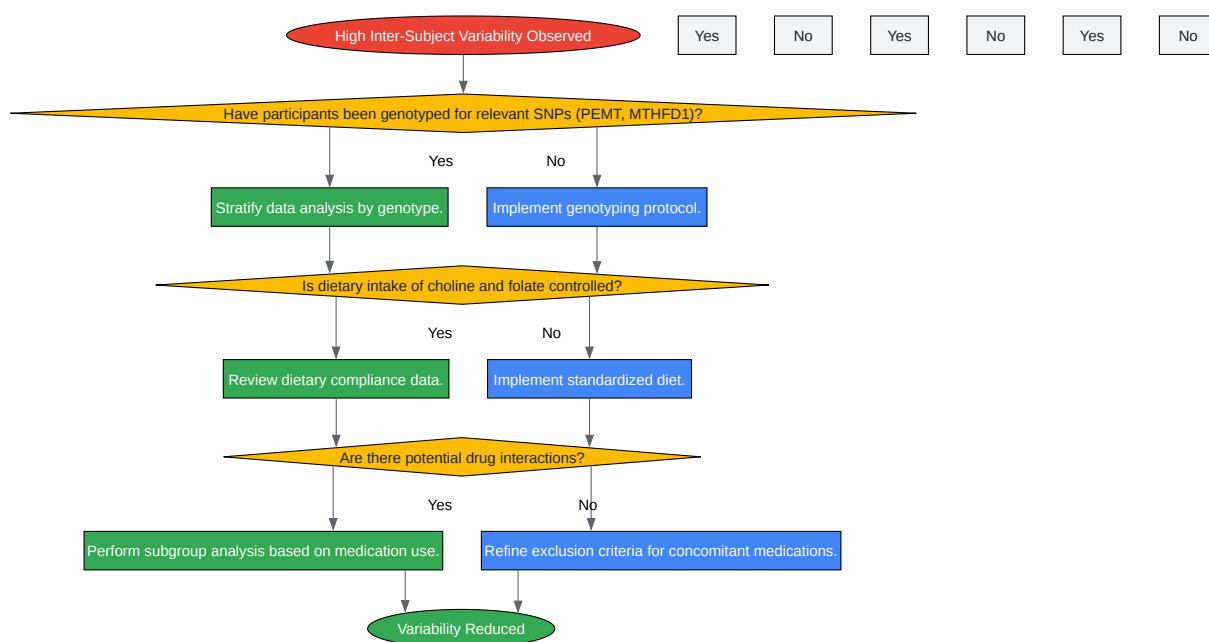 High Inter-Subject Variability Observed
Yes
No
Yes
No
Yes
No
Have participants been genotyped for relevant SNPs (PEMT, MTHFD1)?
Yes
No
Stratify data analysis by genotype.
Implement genotyping protocol.
Is dietary intake of choline and folate controlled?
Yes
No
Review dietary compliance data.
Implement standardized diet.
Are there potential drug interactions?
Yes
No
Perform subgroup analysis based on medication use.
Refine exclusion criteria for concomitant medications.
Variability Reduced